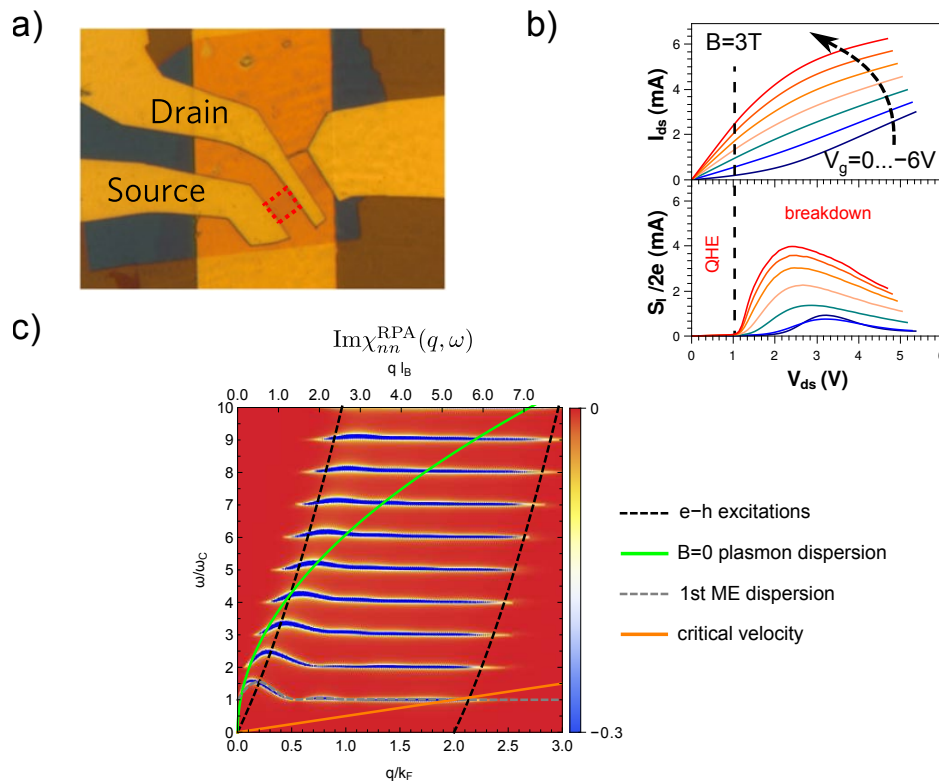 a)
Drain
Source
b)
B=3T
I_ds (mA)
6
4
2
0
V_g=0...−6V
S_I /2e (mA)
6
4
2
0
QHE
breakdown
0 1 2 3 4 5 6
V_ds (V)
c)
Imχ_nn^RPA(q, ω)
q l_B
0.0 1.0 2.0 3.0 4.0 5.0 6.0 7.0
ω/ω_C
10
9
8
7
6
5
4
3
2
1
0
0.0 0.5 1.0 1.5 2.0 2.5 3.0
q/k_F
0
−0.3
e−h excitations
B=0 plasmon dispersion
1st ME dispersion
critical velocity